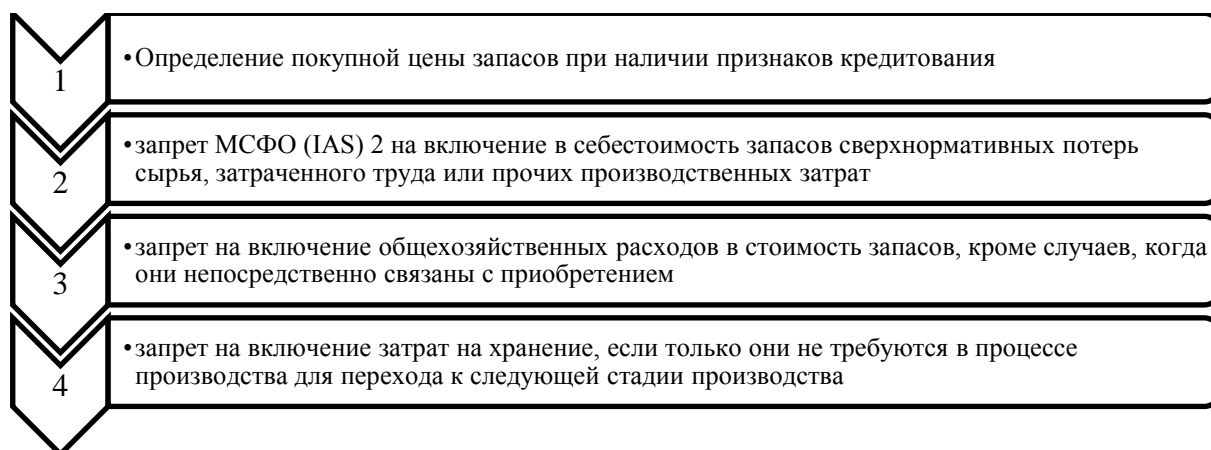 1
•Определение покупной цены запасов при наличии признаков кредитования
2
•запрет МСФО (IAS) 2 на включение в себестоимость запасов сверхнормативных потерь
сырья, затраченного труда или прочих производственных затрат
3
•запрет на включение общехозяйственных расходов в стоимость запасов, кроме случаев, когда
они непосредственно связаны с приобретением
4
•запрет на включение затрат на хранение, если только они не требуются в процессе
производства для перехода к следующей стадии производства